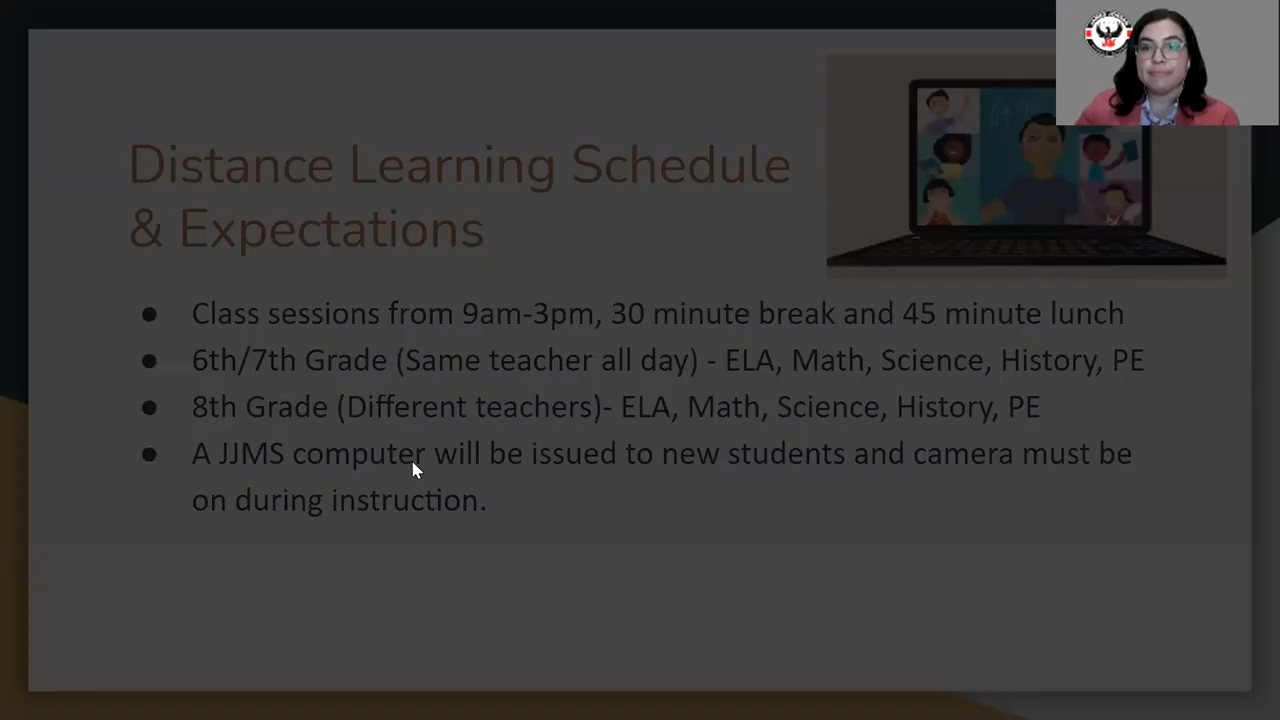 Distance Learning Schedule
& Expectations
● Class sessions from 9am-3pm, 30 minute break and 45 minute lunch
● 6th/7th Grade (Same teacher all day) - ELA, Math, Science, History, PE
● 8th Grade (Different teachers)- ELA, Math, Science, History, PE
● A JJMS computer will be issued to new students and camera must be
on during instruction.